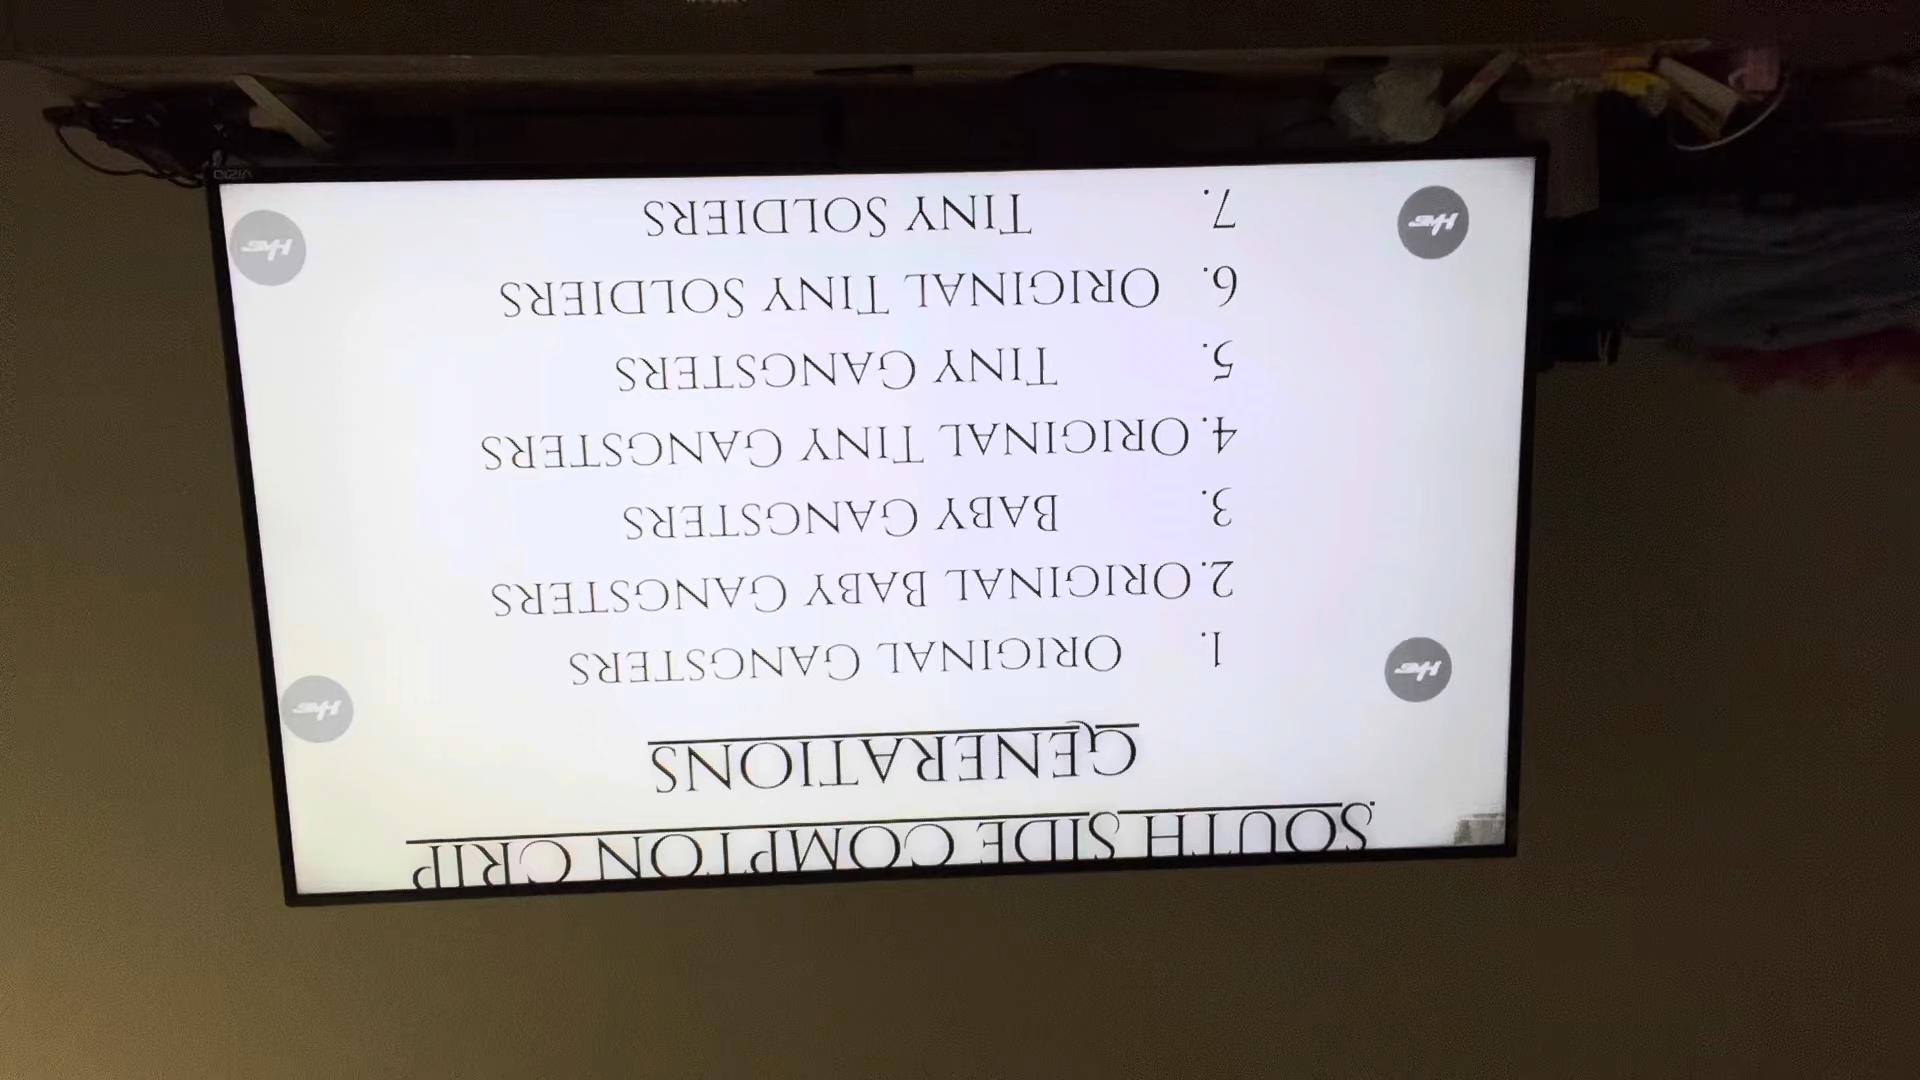 SOUTH SIDE COMPTON CRIP
GENERATIONS
1. ORIGINAL GANGSTERS
2. ORIGINAL BABY GANGSTERS
3. BABY GANGSTERS
4. ORIGINAL TINY GANGSTERS
5. TINY GANGSTERS
6. ORIGINAL TINY SOLDIERS
7. TINY SOLDIERS
VIZIO